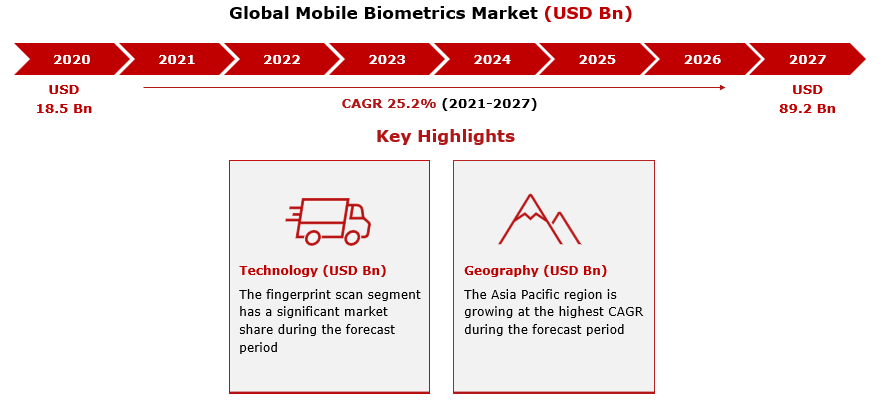 Global Mobile Biometrics Market (USD Bn)
2020 2021 2022 2023 2024 2025 2026 2027
USD
18.5 Bn
USD
89.2 Bn
CAGR 25.2% (2021-2027)
Key Highlights
Technology (USD Bn)
The fingerprint scan segment
has a significant market
share during the forecast
period
Geography (USD Bn)
The Asia Pacific region is
growing at the highest CAGR
during the forecast period